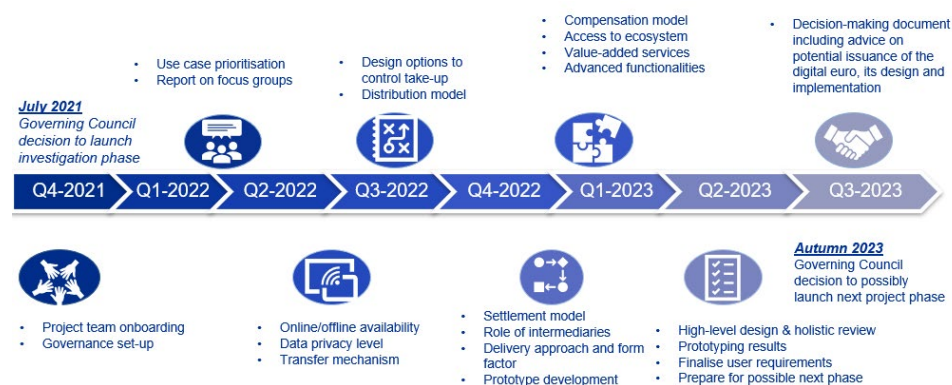 July 2021
Governing Council
decision to launch
investigation phase
• Use case prioritisation
• Report on focus groups
• Design options to
control take-up
• Distribution model
• Compensation model
• Access to ecosystem
• Value-added services
• Advanced functionalities
• Decision-making document
including advice on
potential issuance of the
digital euro, its design and
implementation
Q4-2021
Q1-2022
Q2-2022
Q3-2022
Q4-2022
Q1-2023
Q2-2023
Q3-2023
• Project team onboarding
• Governance set-up
• Online/offline availability
• Data privacy level
• Transfer mechanism
• Settlement model
• Role of intermediaries
• Delivery approach and form
factor
• Prototype development
• High-level design & holistic review
• Prototyping results
• Finalise user requirements
• Prepare for possible next phase
Autumn 2023
Governing Council
decision to possibly
launch next project phase